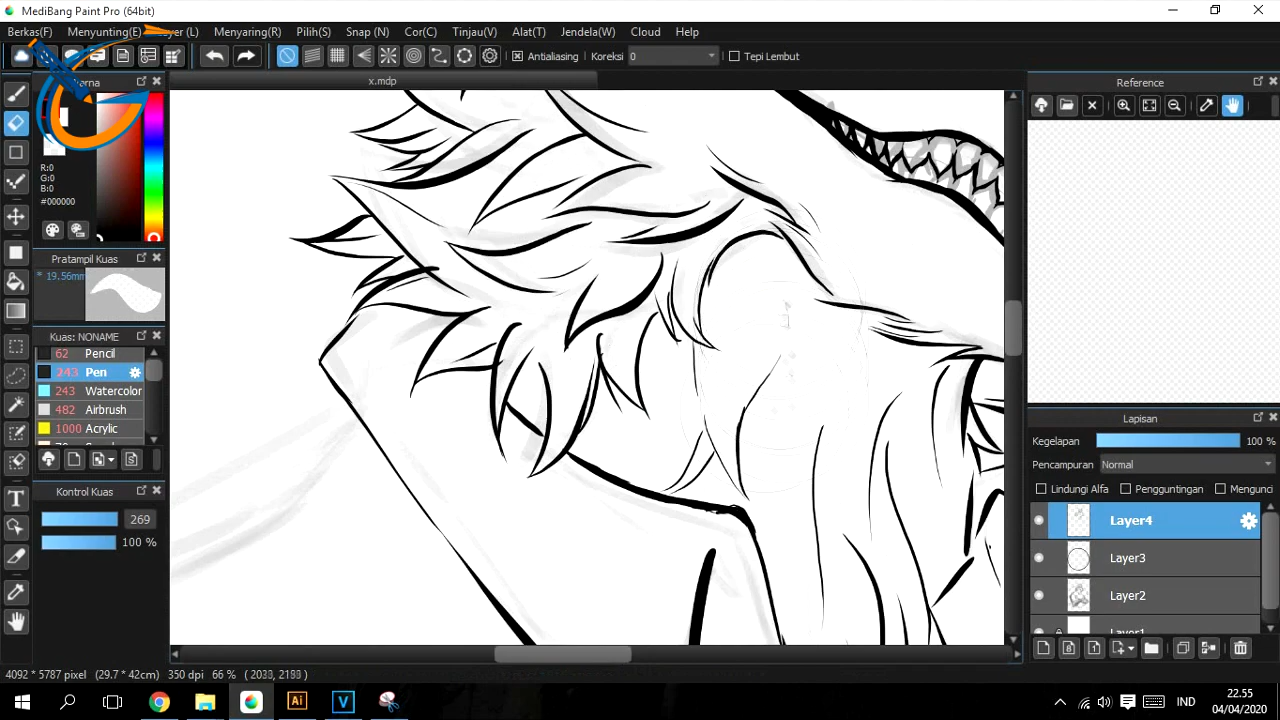 MediBang Paint Pro (64bit)
Berkas(F) Menyunting(E) Layer (L) Menyaring(R) Pilih(S) Snap (N) Cor(C) Tinjau(V) Alat(T) Jendela(W) Cloud Help
Antialiasing Koreksi 0 Tepi Lembut
x.mdp
Reference
R:0
G:0
B:0
#000000
Pratampil Kuas
* 19.56mm
Kuas: NONAME
62 Pencil
243 Pen
243 Watercolor
482 Airbrush
1000 Acrylic
Kontrol Kuas
269
100 %
Lapisan
Kegelapan 100 %
Pencampuran Normal
Lindungi Alfa Pengguntingan Mengunci
Layer4
Layer3
Layer2
Layer1
4092 * 5787 pixel (29.7 * 42cm) 350 dpi 66 %
IND
22.55
04/04/2020